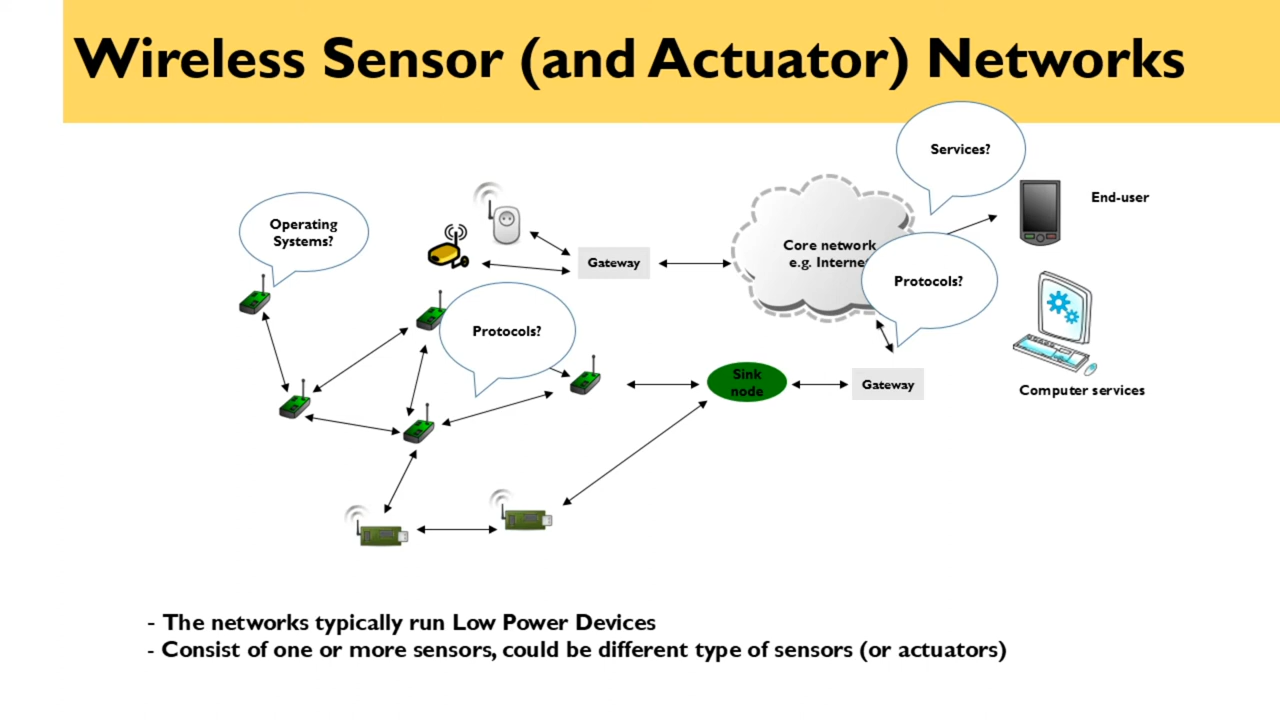 Wireless Sensor (and Actuator) Networks
Services?
End-user
Operating
Systems?
Core network
e.g. Internet
Gateway
Protocols?
Protocols?
Sink
node
Gateway
Computer services
- The networks typically run Low Power Devices
- Consist of one or more sensors, could be different type of sensors (or actuators)